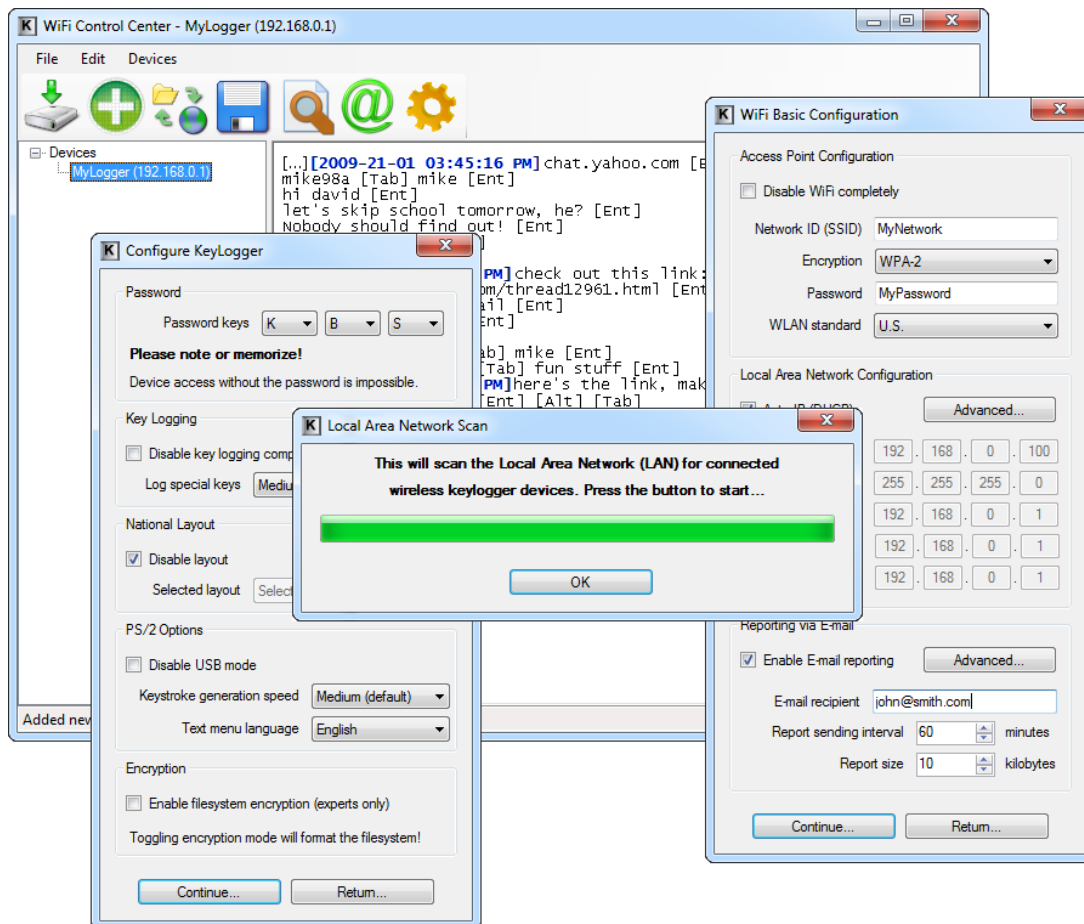 WiFi Control Center - MyLogger (192.168.0.1)
File Edit Devices
Devices
MyLogger (192.168.0.1)
[...][2009-21-01 03:45:16 PM]chat.yahoo.com
mike98a [Tab] mike [Ent]
hi david [Ent]
let's skip school tomorrow, he? [Ent]
Nobody should find out! [Ent]
PM]check out this link:
/thread12961.html
[Ent]
mike [Ent]
[Tab] fun stuff [Ent]
PM]here's the link,
[Ent] [Alt] [Tab]
Added new
Configure KeyLogger
Password
Password keys K B S
Please note or memorize!
Device access without the password is impossible.
Key Logging
Disable key logging
Log special keys
National Layout
Disable layout
Selected layout
PS/2 Options
Disable USB mode
Keystroke generation speed Medium (default)
Text menu language English
Encryption
Enable filesystem encryption (experts only)
Toggling encryption mode will format the filesystem!
Continue... Return...
Local Area Network Scan
This will scan the Local Area Network (LAN) for connected
wireless keylogger devices. Press the button to start...
OK
WiFi Basic Configuration
Access Point Configuration
Disable WiFi completely
Network ID (SSID) MyNetwork
Encryption WPA-2
Password MyPassword
WLAN standard U.S.
Local Area Network Configuration
Advanced...
192 . 168 . 0 . 100
255 . 255 . 255 . 0
192 . 168 . 0 . 1
192 . 168 . 0 . 1
192 . 168 . 0 . 1
Reporting via E-mail
Enable E-mail reporting Advanced...
E-mail recipient john@smith.com
Report sending interval 60 minutes
Report size 10 kilobytes
Continue... Return...